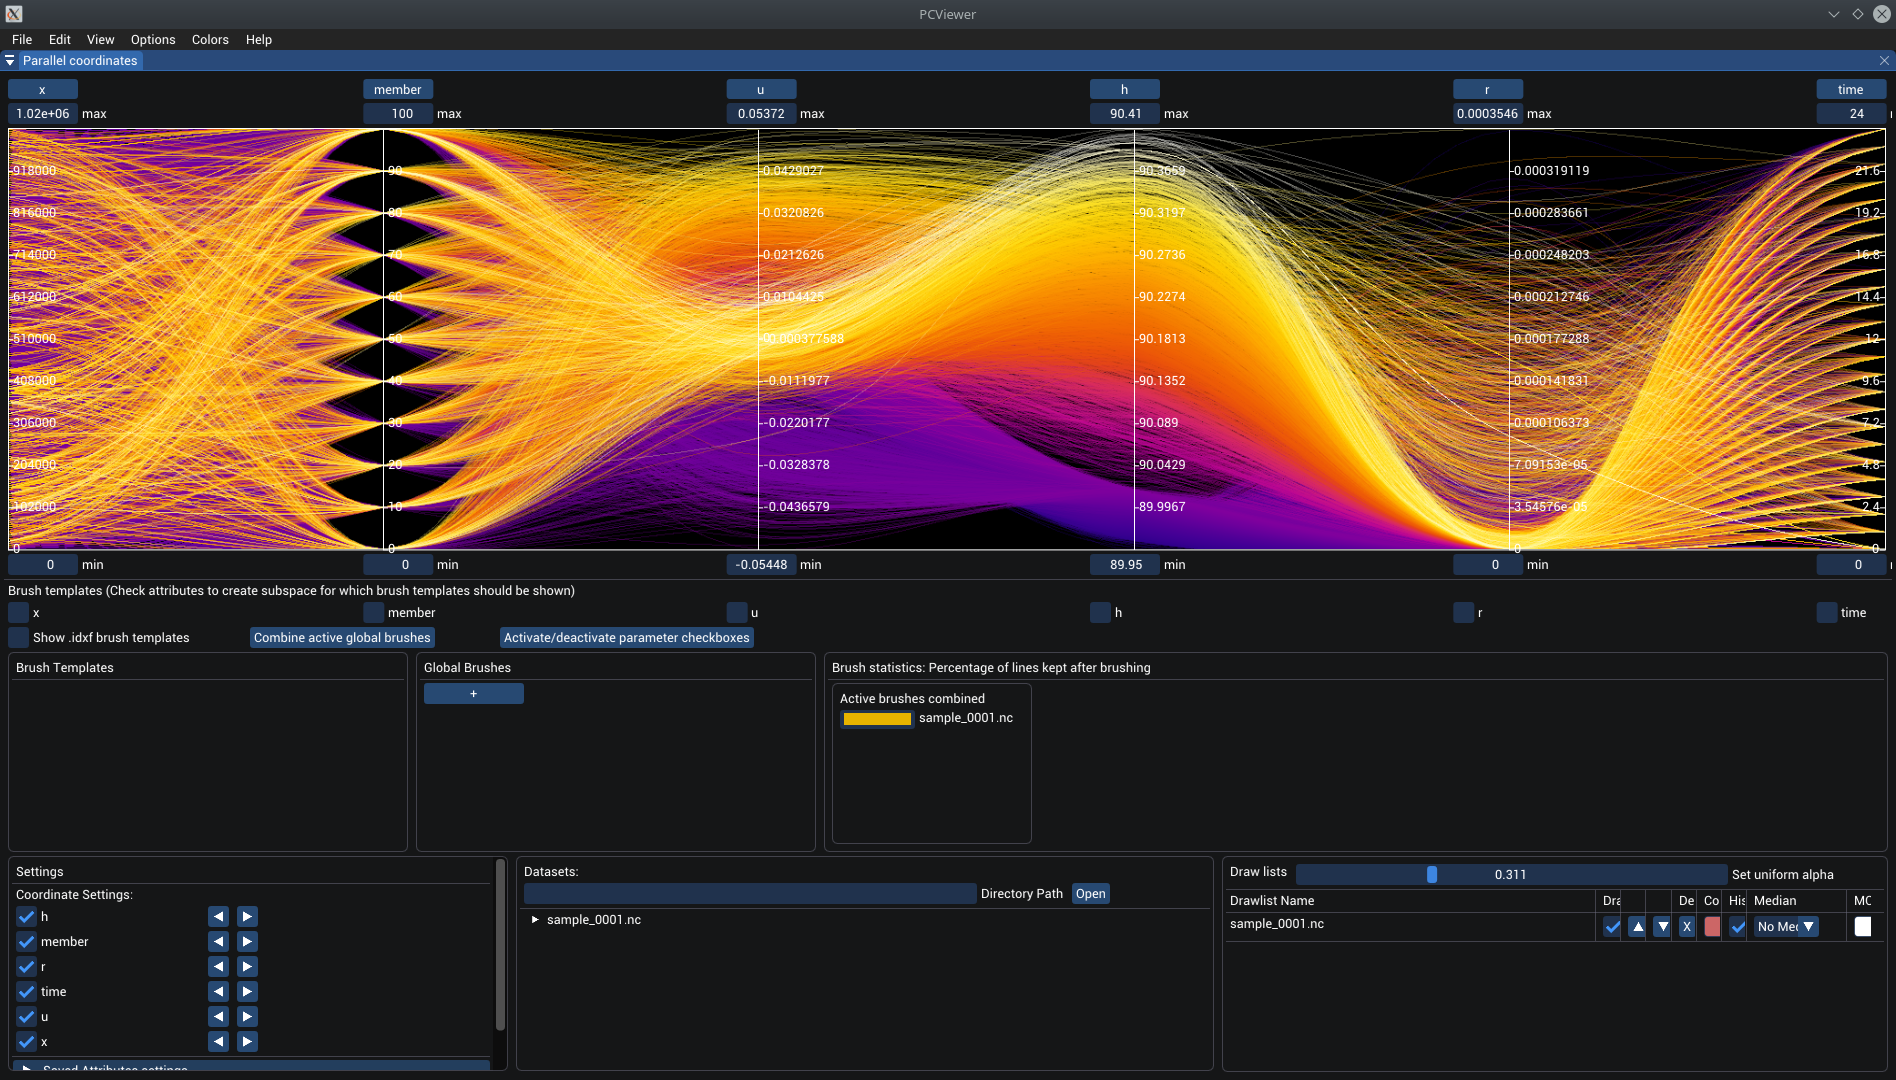 PCViewer
File Edit View Options Colors Help
Parallel coordinates
x member u h r time
1.02e+06 max 100 max 0.05372 max 90.41 max 0.0003546 max 24
918000 90 0.0429027 90.3659 0.000319119 21.6
816000 80 0.0320826 90.3197 0.000283661 19.2
714000 70 0.0212626 90.2736 0.000248203 16.8
612000 60 0.0104425 90.2274 0.000212746 14.4
510000 50 -0.000377588 90.1813 0.000177288 12
408000 40 -0.0111977 90.1352 0.000141831 9.6
306000 30 -0.0220177 90.089 0.000106373 7.2
204000 20 -0.0328378 90.0429 7.09153e-05 4.8
102000 10 -0.0436579 89.9967 3.54576e-05 2.4
0 0 0 0
0 min 0 min -0.05448 min 89.95 min 0 min 0
Brush templates (Check attributes to create subspace for which brush templates should be shown)
x member u h r time
Show .idxf brush templates Combine active global brushes Activate/deactivate parameter checkboxes
Brush Templates Global Brushes Brush statistics: Percentage of lines kept after brushing
+
Active brushes combined
sample_0001.nc
Settings
Coordinate Settings:
h
member
r
time
u
x
Saved Attributes settings
Datasets:
Directory Path Open
sample_0001.nc
Draw lists 0.311 Set uniform alpha
Drawlist Name Dra De Co His Median MC
sample_0001.nc X No Med